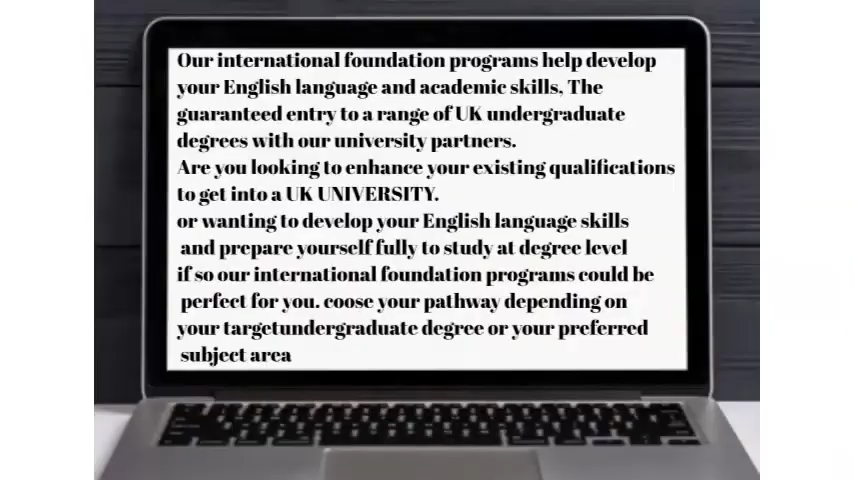 Our international foundation programs help develop
your English language and academic skills, The
guaranteed entry to a range of UK undergraduate
degrees with our university partners.
Are you looking to enhance your existing qualifications
to get into a UK UNIVERSITY.
or wanting to develop your English language skills
and prepare yourself fully to study at degree level
if so our international foundation programs could be
perfect for you. coose your pathway depending on
your targetundergraduate degree or your preferred
subject area